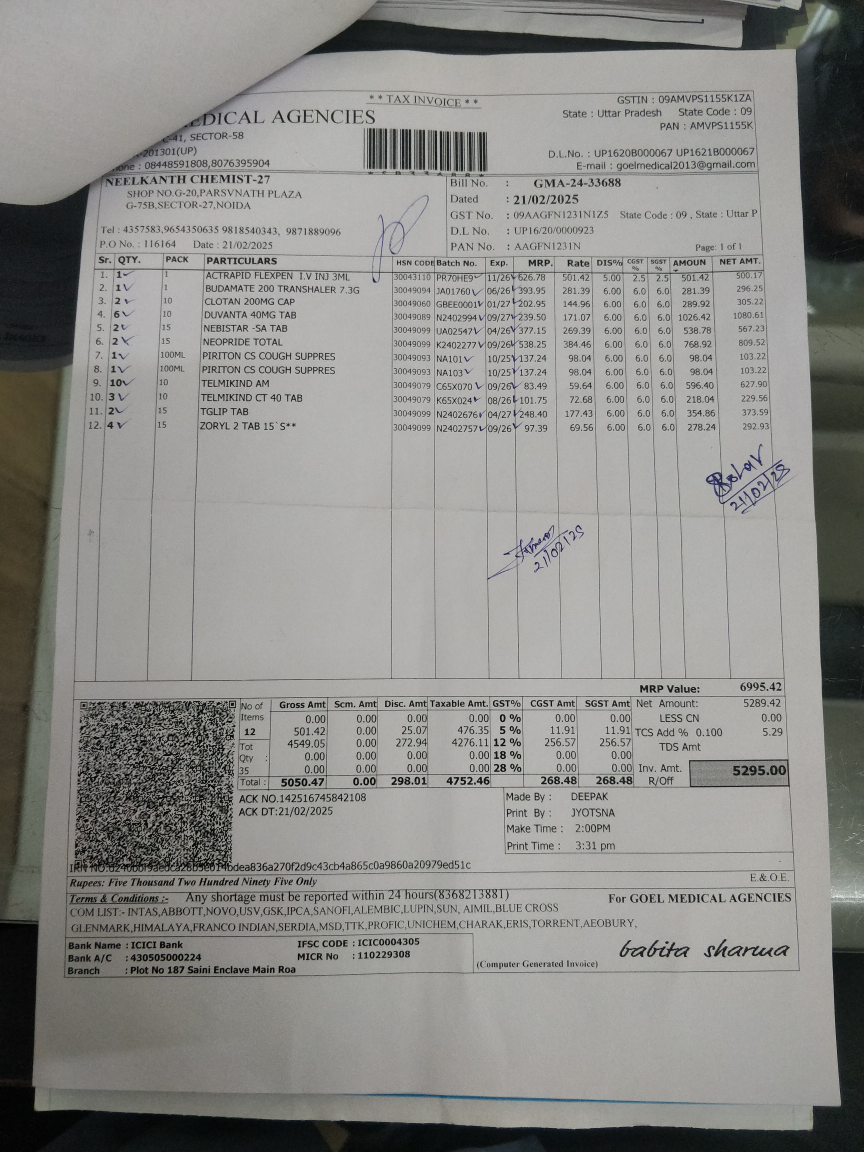 * * TAX INVOICE * *
GSTIN : 09AMVPS1155K1ZA
State : Uttar Pradesh State Code : 09
PAN : AMVPS1155K
EDICAL AGENCIES
-41, SECTOR-58
-201301(UP)
hone : 08448591808,8076395904
D.L.No. : UP1620B000067 UP1621B000067
E-mail : goelmedical2013@gmail.com
NEELKANTH CHEMIST-27
SHOP NO.G-20,PARSVNATH PLAZA
G-75B,SECTOR-27,NOIDA
Tel : 4357583,9654350635 9818540343, 9871889096
P.O No. : 116164 Date : 21/02/2025
Bill No. : GMA-24-33688
Dated : 21/02/2025
GST No. : 09AAGFN1231N1Z5 State Code : 09 , State : Uttar P
D.L No. : UP16/20/0000923
PAN No. : AAGFN1231N Page: 1 of 1
Sr. QTY. PACK PARTICULARS HSN CODE Batch No. Exp. MRP. Rate DIS% CGST % SGST % AMOUN NET AMT.
1. 1 1 ACTRAPID FLEXPEN I.V INJ 3ML 30043110 PR70HE9 11/26 626.78 501.42 5.00 2.5 2.5 501.42 500.17
2. 1 1 BUDAMATE 200 TRANSHALER 7.3G 30049094 JA01760 06/26 393.95 281.39 6.00 6.0 6.0 281.39 296.25
3. 2 10 CLOTAN 200MG CAP 30049060 GBEE0001 01/27 202.95 144.96 6.00 6.0 6.0 289.92 305.22
4. 6 10 DUVANTA 40MG TAB 30049089 N2402994 09/27 239.50 171.07 6.00 6.0 6.0 1026.42 1080.61
5. 2 15 NEBISTAR -SA TAB 30049099 UA02547 04/26 377.15 269.39 6.00 6.0 6.0 538.78 567.23
6. 2 15 NEOPRIDE TOTAL 30049099 K2402277 09/26 538.25 384.46 6.00 6.0 6.0 768.92 809.52
7. 1 100ML PIRITON CS COUGH SUPPRES 30049093 NA101 10/25 137.24 98.04 6.00 6.0 6.0 98.04 103.22
8. 1 100ML PIRITON CS COUGH SUPPRES 30049093 NA103 10/25 137.24 98.04 6.00 6.0 6.0 98.04 103.22
9. 10 10 TELMIKIND AM 30049079 C65X070 09/26 83.49 59.64 6.00 6.0 6.0 596.40 627.90
10. 3 10 TELMIKIND CT 40 TAB 30049079 K65X024 08/26 101.75 72.68 6.00 6.0 6.0 218.04 229.56
11. 2 15 TGLIP TAB 30049099 N2402676 04/27 248.40 177.43 6.00 6.0 6.0 354.86 373.59
12. 4 15 ZORYL 2 TAB 15`S** 30049099 N2402757 09/26 97.39 69.56 6.00 6.0 6.0 278.24 292.93
21/02/25
21/02/25
MRP Value: 6995.42
No of Items 12 Tot Qty : 35
Gross Amt Scm. Amt Disc. Amt Taxable Amt. GST% CGST Amt SGST Amt
0.00 0.00 0.00 0.00 0 % 0.00 0.00
501.42 0.00 25.07 476.35 5 % 11.91 11.91
4549.05 0.00 272.94 4276.11 12 % 256.57 256.57
0.00 0.00 0.00 0.00 18 % 0.00 0.00
0.00 0.00 0.00 0.00 28 % 0.00 0.00
Total : 5050.47 0.00 298.01 4752.46 268.48 268.48
Net Amount: 5289.42
LESS CN 0.00
TCS Add % 0.100 5.29
TDS Amt
Inv. Amt. R/Off 5295.00
ACK NO.142516745842108
ACK DT:21/02/2025
Made By : DEEPAK
Print By : JYOTSNA
Make Time : 2:00PM
Print Time : 3:31 pm
E.&O.E.
Rupees: Five Thousand Two Hundred Ninety Five Only
Terms & Conditions :- Any shortage must be reported within 24 hours(8368213881)
COM LIST:- INTAS,ABBOTT,NOVO,USV,GSK,IPCA,SANOFI,ALEMBIC,LUPIN,SUN, AIMIL,BLUE CROSS
GLENMARK,HIMALAYA,FRANCO INDIAN,SERDIA,MSD,TTK,PROFIC,UNICHEM,CHARAK,ERIS,TORRENT,AEOBURY,
For GOEL MEDICAL AGENCIES
Bank Name : ICICI Bank IFSC CODE : ICIC0004305
Bank A/C : 430505000224 MICR No : 110229308
Branch : Plot No 187 Saini Enclave Main Roa
(Computer Generated Invoice)
babita sharma